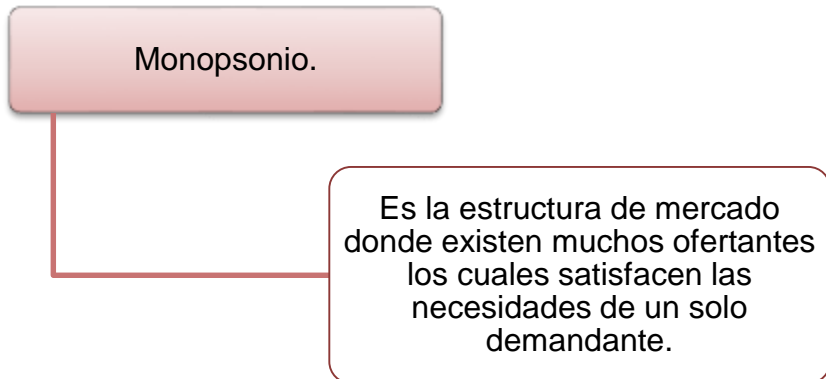 Monopsonio.
Es la estructura de mercado
donde existen muchos ofertantes
los cuales satisfacen las
necesidades de un solo
demandante.